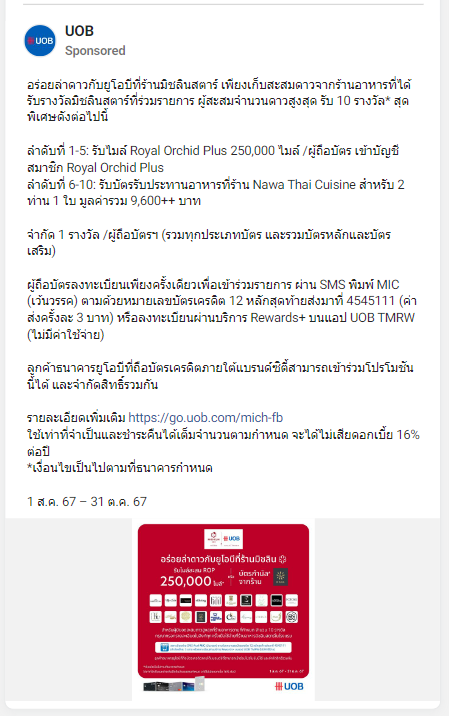 UOB
UOB
Sponsored
อร่อยล่าดาวกับยูโอบีที่ร้านมิชลินสตาร์ เพียงเก็บสะสมดาวจากร้านอาหารที่ได้
รับรางวัลมิชลินสตาร์ที่ร่วมรายการ ผู้สะสมจำนวนดาวสูงสุด รับ 10 รางวัล* สุด
พิเศษดังต่อไปนี้
ลำดับที่ 1-5: รับไมล์ Royal Orchid Plus 250,000 ไมล์ /ผู้ถือบัตร เข้าบัญชี
สมาชิก Royal Orchid Plus
ลำดับที่ 6-10: รับบัตรรับประทานอาหารที่ร้าน Nawa Thai Cuisine สำหรับ 2
ท่าน 1 ใบ มูลค่ารวม 9,600++ บาท
จำกัด 1 รางวัล /ผู้ถือบัตรฯ (รวมทุกประเภทบัตร และรวมบัตรหลักและบัตร
เสริม)
ผู้ถือบัตรลงทะเบียนเพียงครั้งเดียวเพื่อเข้าร่วมรายการ ผ่าน SMS พิมพ์ MIC
(เว้นวรรค) ตามด้วยหมายเลขบัตรเครดิต 12 หลักสุดท้ายส่งมาที่ 4545111 (ค่า
ส่งครั้งละ 3 บาท) หรือลงทะเบียนผ่านบริการ Rewards+ บนแอป UOB TMRW
(ไม่มีค่าใช้จ่าย)
ลูกค้าธนาคารยูโอบีที่ถือบัตรเครดิตภายใต้แบรนด์ซิตี้สามารถเข้าร่วมโปรโมชัน
นี้ได้ และจำกัดสิทธิ์รวมกัน
รายละเอียดเพิ่มเติม https://go.uob.com/mich-fb
ใช้เท่าที่จำเป็นและชำระคืนได้เต็มจำนวนตามกำหนด จะได้ไม่เสียดอกเบี้ย 16%
ต่อปี
*เงื่อนไขเป็นไปตามที่ธนาคารกำหนด
1 ส.ค. 67 – 31 ต.ค. 67
UOB
อร่อยล่าดาวกับยูโอบีที่ร้านมิชลิน
รับไมล์สะสม ROP
250,000 ไมล์*
หรือ
บัตรกำนัล*
จากร้าน
UOB